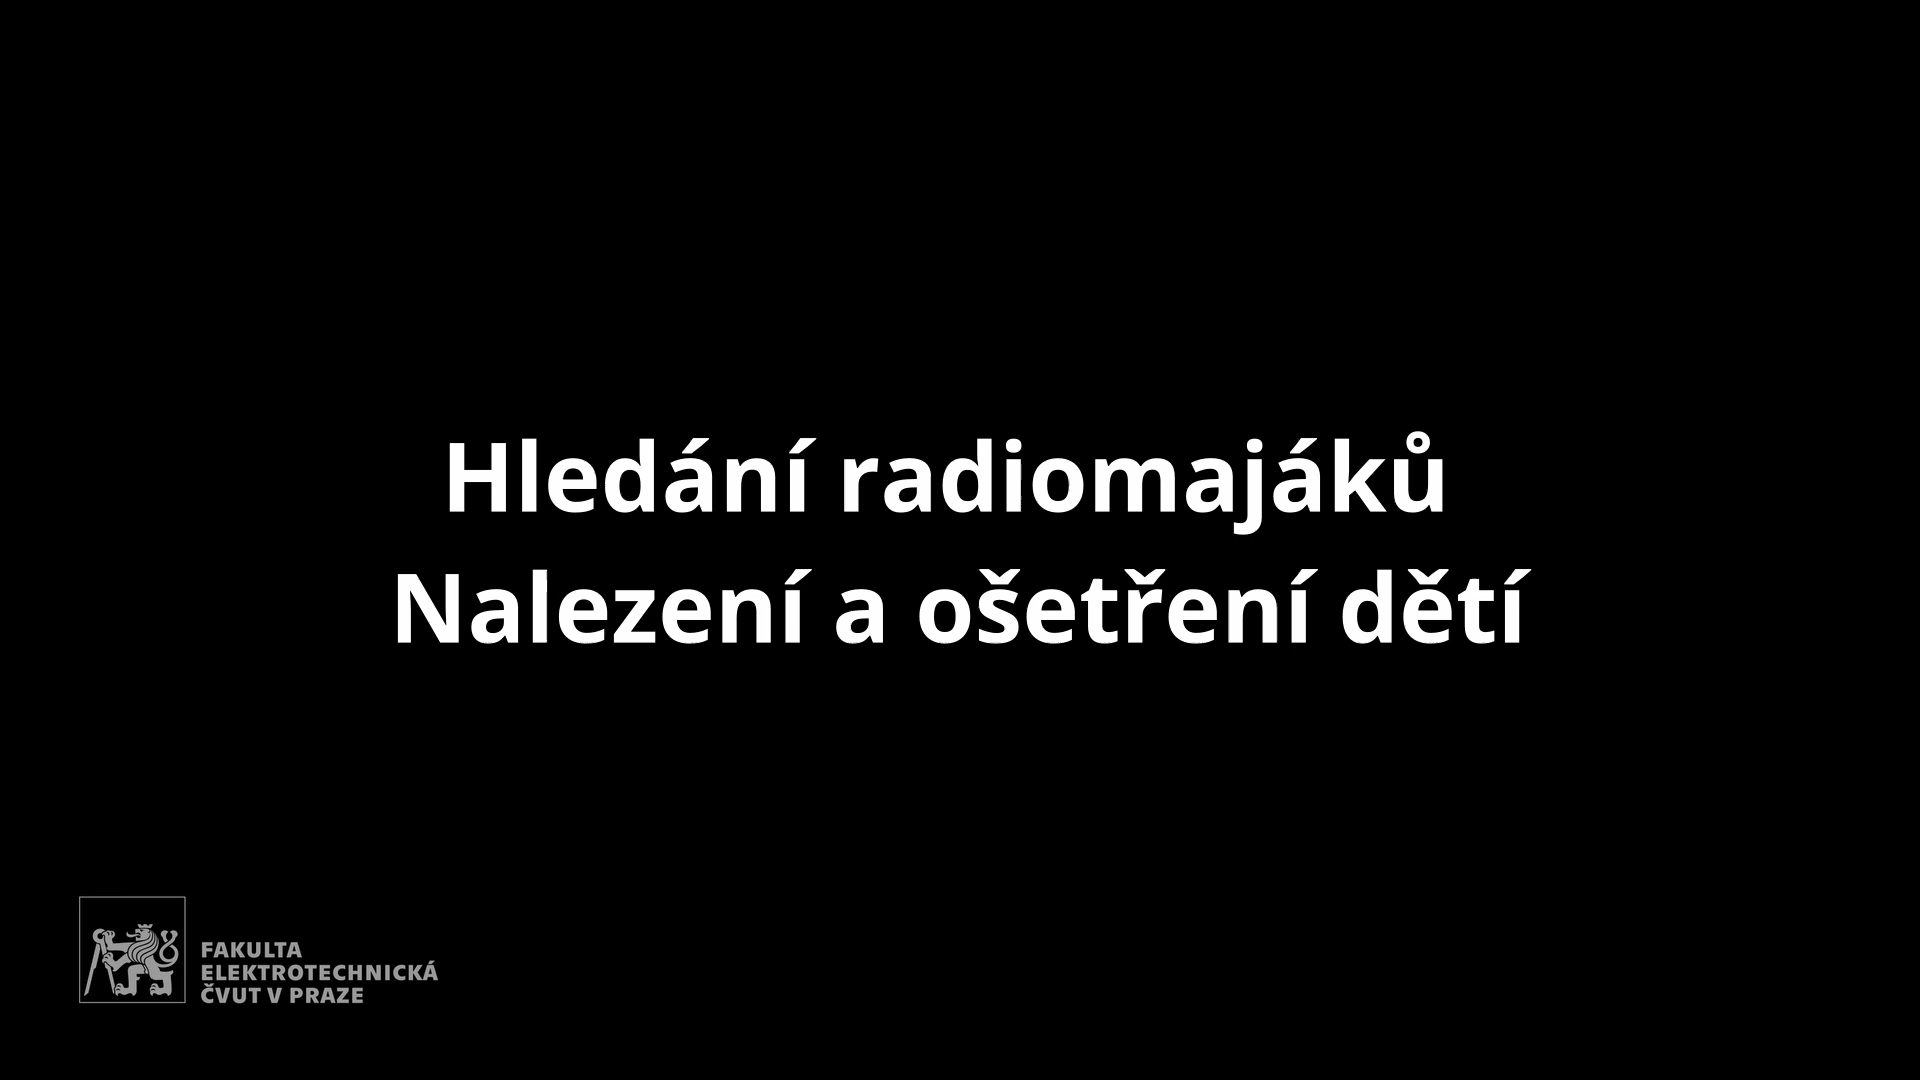 Hledání radiomajáků
Nalezení a ošetření dětí
FAKULTA
ELEKTROTECHNICKÁ
ČVUT V PRAZE